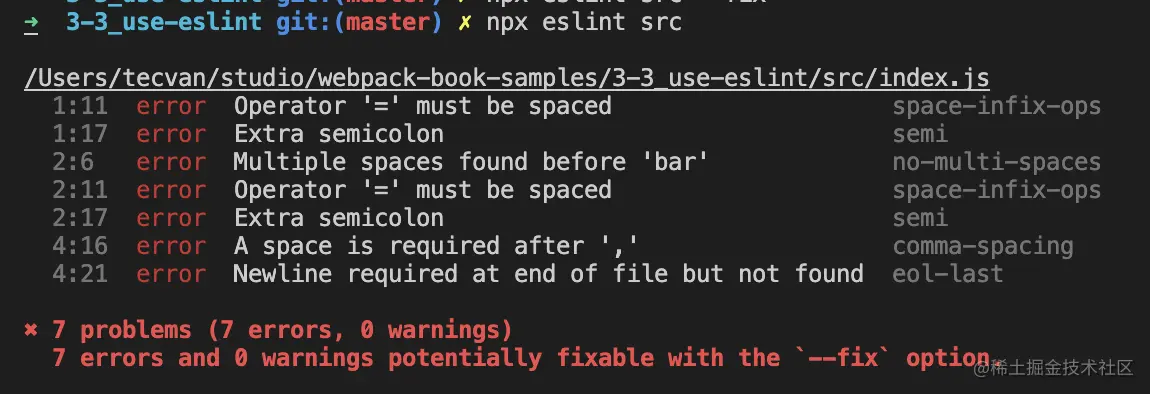 ➜  3-3_use-eslint git:(master) ✗ npx eslint src
/Users/tecvan/studio/webpack-book-samples/3-3_use-eslint/src/index.js
1:11  error  Operator '=' must be spaced  space-infix-ops
1:17  error  Extra semicolon  semi
2:6  error  Multiple spaces found before 'bar'  no-multi-spaces
2:11  error  Operator '=' must be spaced  space-infix-ops
2:17  error  Extra semicolon  semi
4:16  error  A space is required after ','  comma-spacing
4:21  error  Newline required at end of file but not found  eol-last
✖ 7 problems (7 errors, 0 warnings)
7 errors and 0 warnings potentially fixable with the `--fix` option.
@稀土掘金技术社区